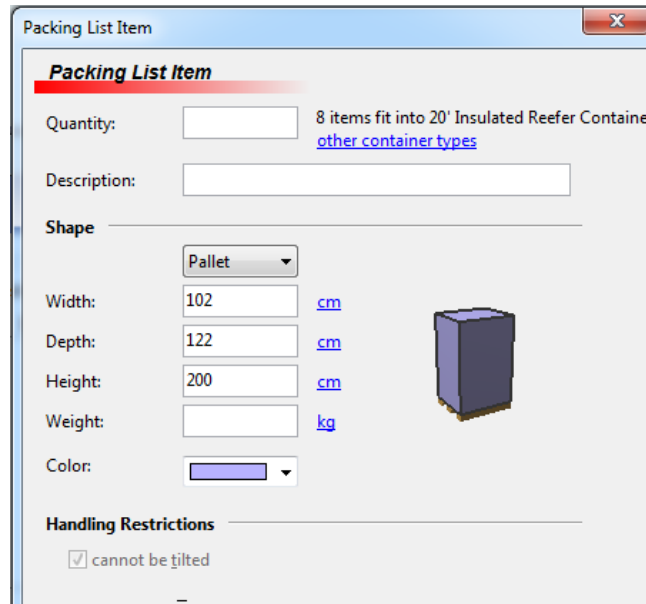 Packing List Item
Packing List Item
Quantity:
8 items fit into 20' Insulated Reefer Containe
other container types
Description:
Shape
Pallet
Width: 102 cm
Depth: 122 cm
Height: 200 cm
Weight: kg
Color:
Handling Restrictions
cannot be tilted